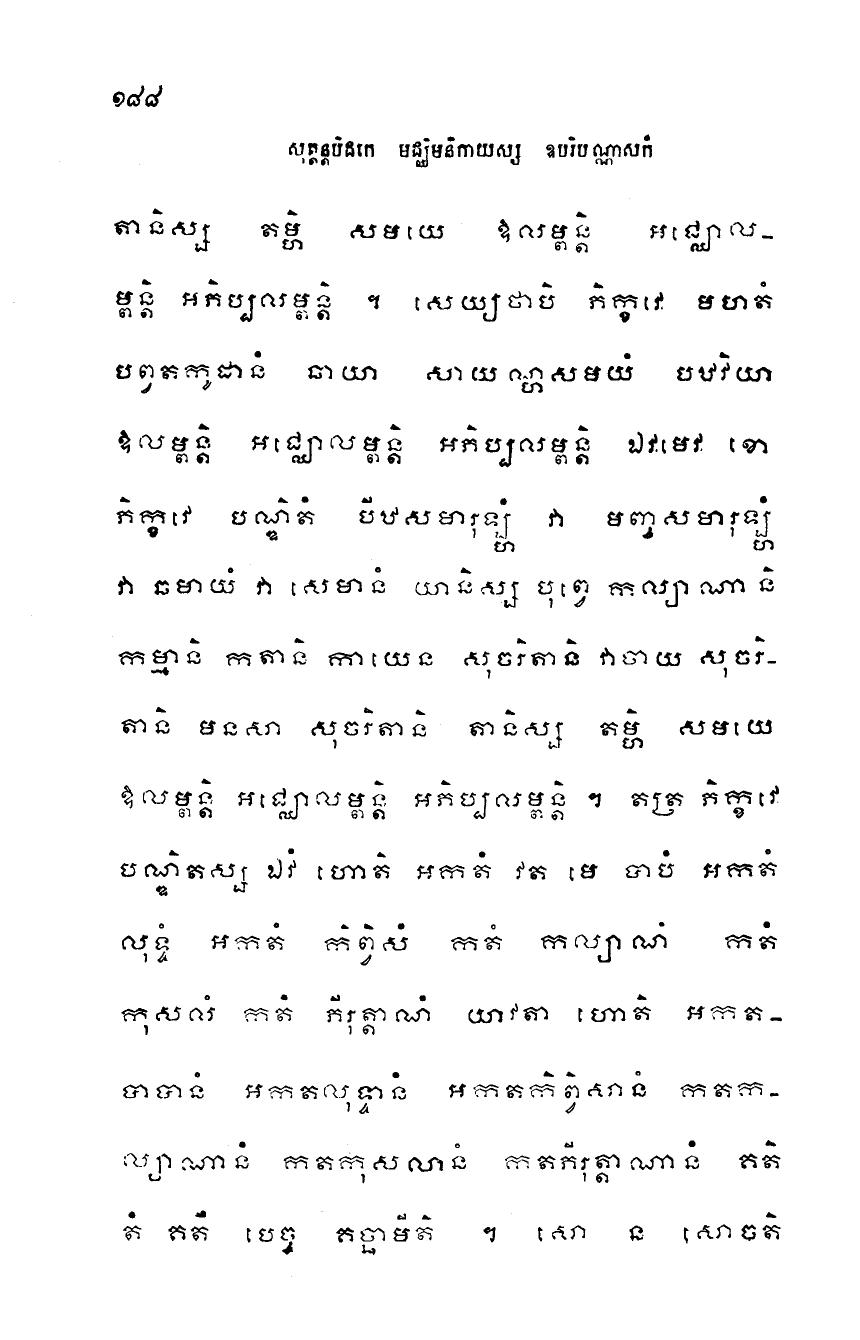 ១៨៨
សុត្តន្តបិដកេ មជ្ឈិមនិកាយស្ស ឧបរិបណ្ណាសកំ
តានិស្ស តម្ហិ សមយេ ឱលម្ពន្តិ អជ្ឈោល-
ម្ពន្តិ អភិប្បលម្ពន្តិ ។ សេយ្យថាបិ ភិក្ខវេ មហតំ
បព្វតកូដានំ ឆាយា សាយណ្ហសមយំ បឋវិយា
ឱលម្ពន្តិ អជ្ឈោលម្ពន្តិ អភិប្បលម្ពន្តិ ឯវមេវ ខោ
ភិក្ខវេ បណ្ឌិតំ បីឋសមារុឡ្ហំ វា មញ្ចសមារុឡ្ហំ
វា ឆមាយំ វា សេមានំ យានិស្ស បុព្វេ កល្យាណានិ
កម្មានិ កតានិ កាយេន សុចរិតានិ វាចាយ សុចរិ-
តានិ មនសា សុចរិតានិ តានិស្ស តម្ហិ សមយេ
ឱលម្ពន្តិ អជ្ឈោលម្ពន្តិ អភិប្បលម្ពន្តិ ។ តត្រ ភិក្ខវេ
បណ្ឌិតស្ស ឯវំ ហោតិ អកតំ វត មេ បាបំ អកតំ
លុទ្ទំ អកតំ កិព្វិសំ កតំ កល្យាណំ កតំ
កុសលំ កតំ ភីរុត្តាណំ យាវតា ហោតិ អកត-
បាបានំ អកតលុទ្ទានំ អកតកិព្វិសានំ កតក-
ល្យាណានំ កតកុសលានំ កតភីរុត្តាណានំ គតិ
តំ គតឹ បេច្ច គច្ឆាមីតិ ។ សោ ន សោចតិ